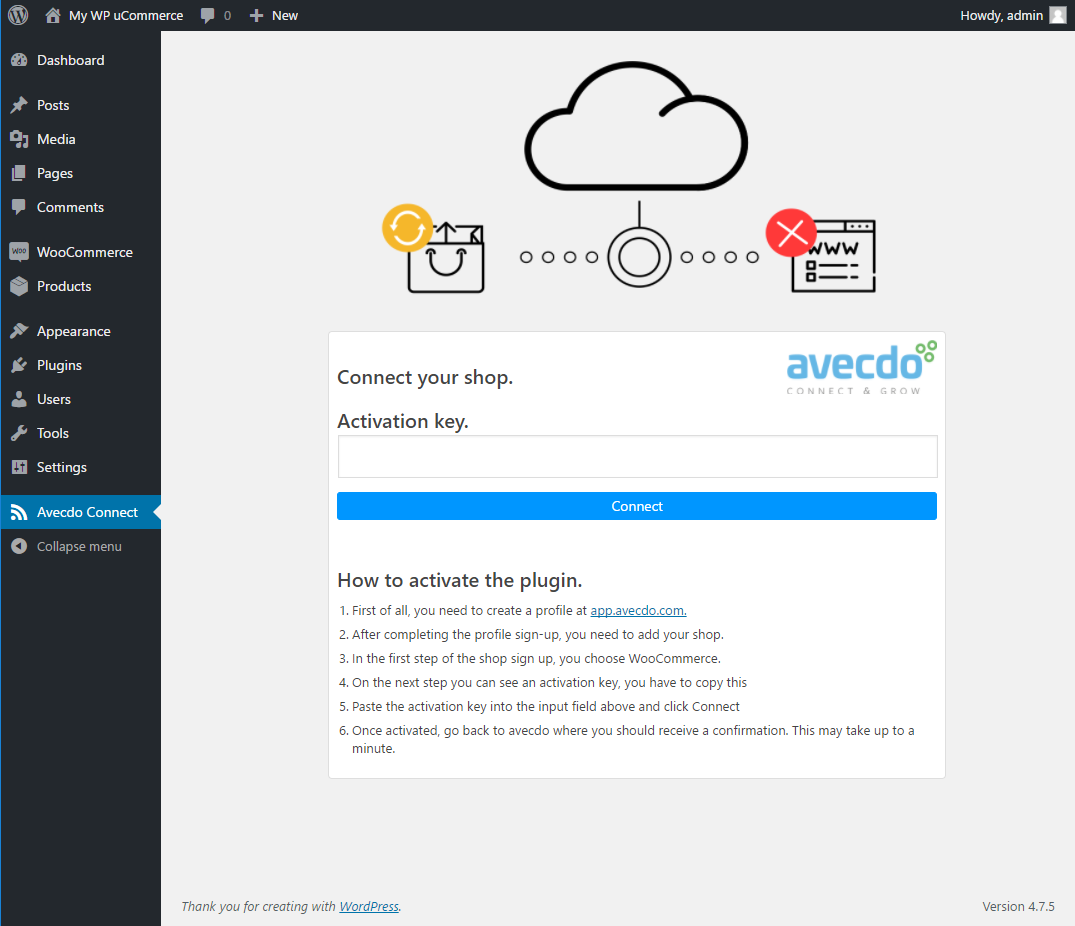 My WP uCommerce 0 New Howdy, admin
Dashboard
Posts
Media
Pages
Comments
WOO WooCommerce
Products
Appearance
Plugins
Users
Tools
Settings
Avecdo Connect
Collapse menu
WWW
avecdo
CONNECT & GROW
Connect your shop.
Activation key.
Connect
How to activate the plugin.
1. First of all, you need to create a profile at app.avecdo.com.
2. After completing the profile sign-up, you need to add your shop.
3. In the first step of the shop sign up, you choose WooCommerce.
4. On the next step you can see an activation key, you have to copy this
5. Paste the activation key into the input field above and click Connect
6. Once activated, go back to avecdo where you should receive a confirmation. This may take up to a
minute.
Thank you for creating with WordPress. Version 4.7.5